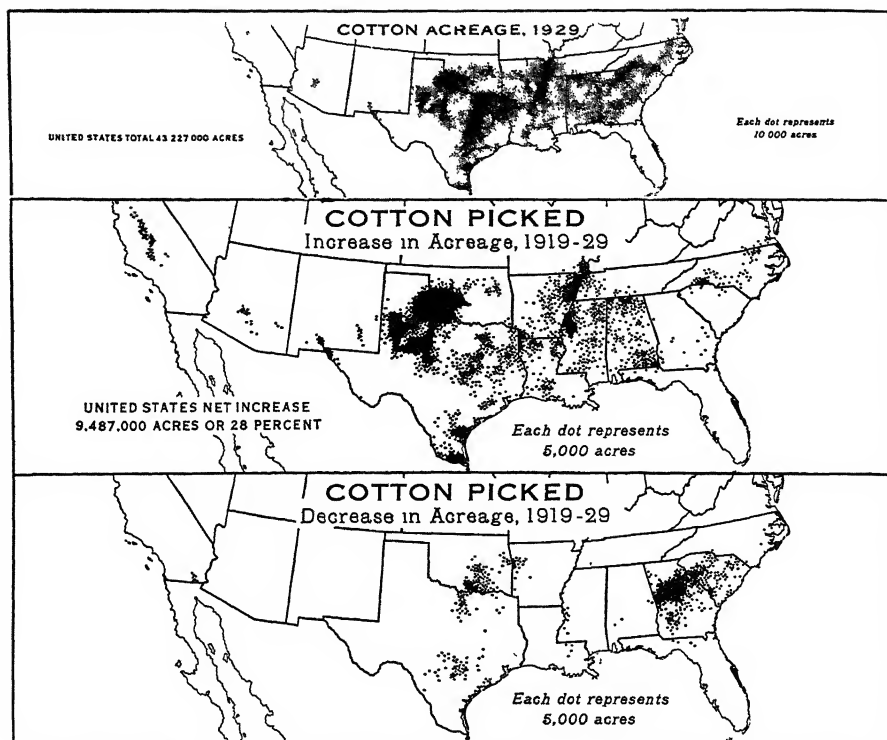 COTTON ACREAGE, 1929
UNITED STATES TOTAL 43 227 000 ACRES
Each dot represents
10 000 acres
COTTON PICKED
Increase in Acreage, 1919-29
UNITED STATES NET INCREASE
9,487,000 ACRES OR 28 PERCENT
Each dot represents
5,000 acres
COTTON PICKED
Decrease in Acreage, 1919-29
Each dot represents
5,000 acres